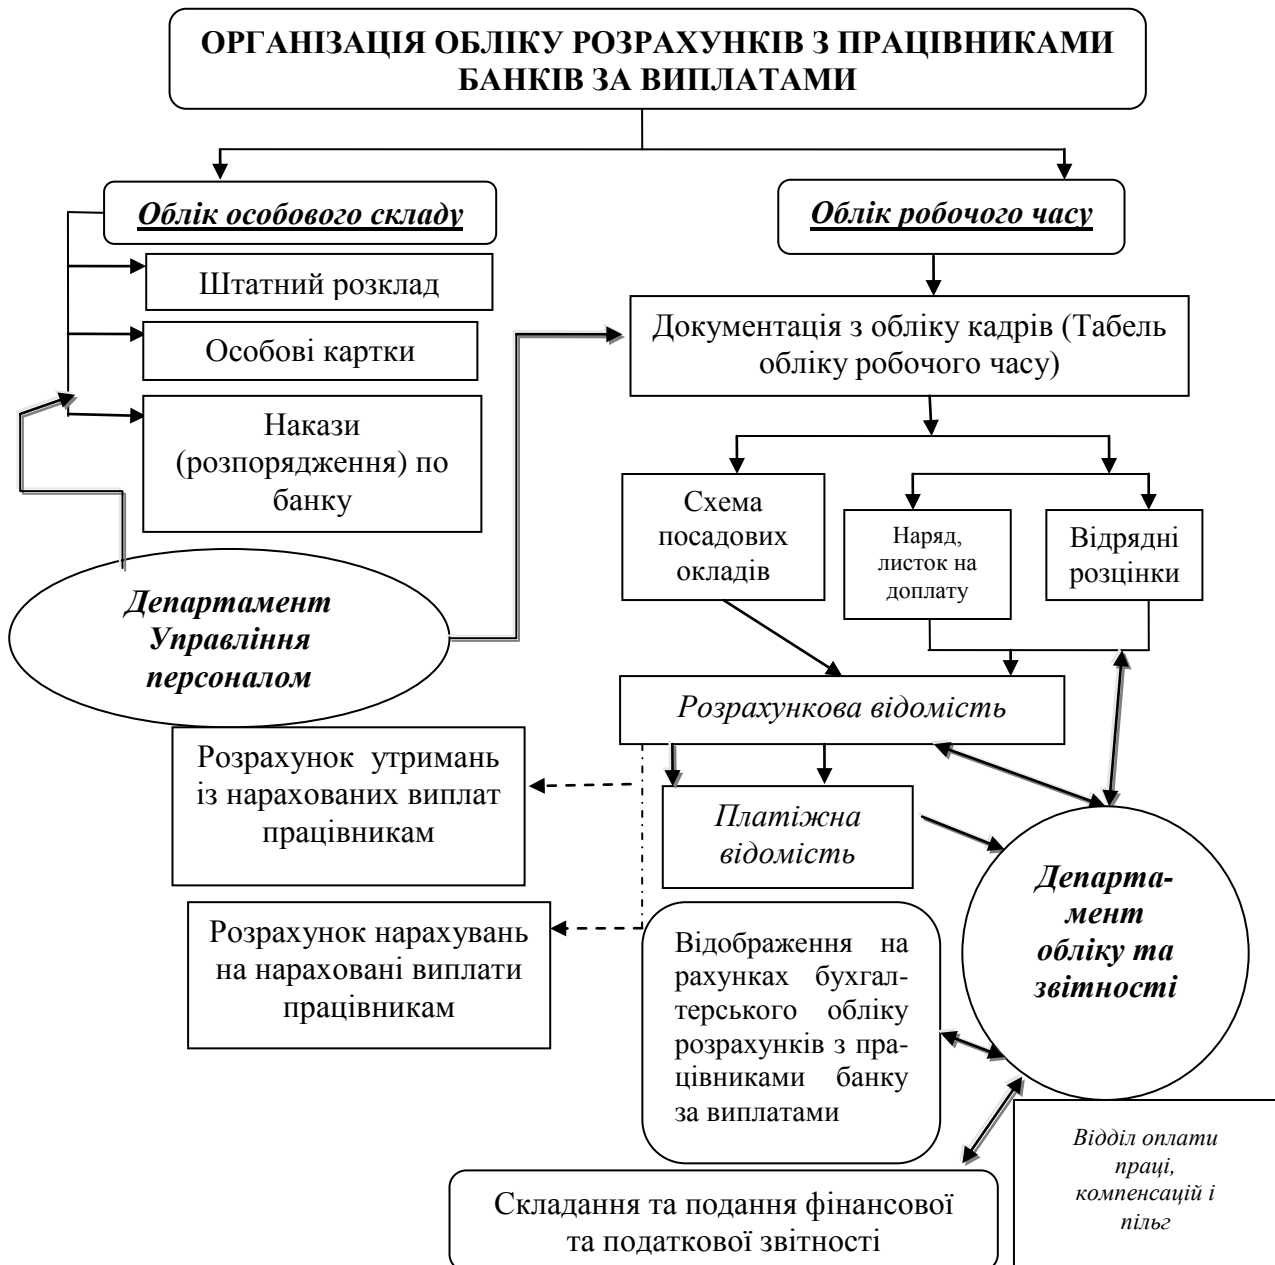 ОРГАНІЗАЦІЯ ОБЛІКУ РОЗРАХУНКІВ З ПРАЦІВНИКАМИ
БАНКІВ ЗА ВИПЛАТАМИ
Облік особового складу
Облік робочого часу
Штатний розклад
Особові картки
Накази
(розпорядження) по
банку
Документація з обліку кадрів (Табель
обліку робочого часу)
Схема
посадових
окладів
Наряд,
листок на
доплату
Відрядні
розцінки
Департамент
Управління
персоналом
Розрахункова відомість
Розрахунок утримань
із нарахованих виплат
працівникам
Платіжна
відомість
Розрахунок нарахувань
на нараховані виплати
працівникам
Відображення на
рахунках бухгал-
терського обліку
розрахунків з пра-
цівниками банку
за виплатами
Департа-
мент
обліку та
звітності
Відділ оплати
праці,
компенсацій і
пільг
Складання та подання фінансової
та податкової звітності